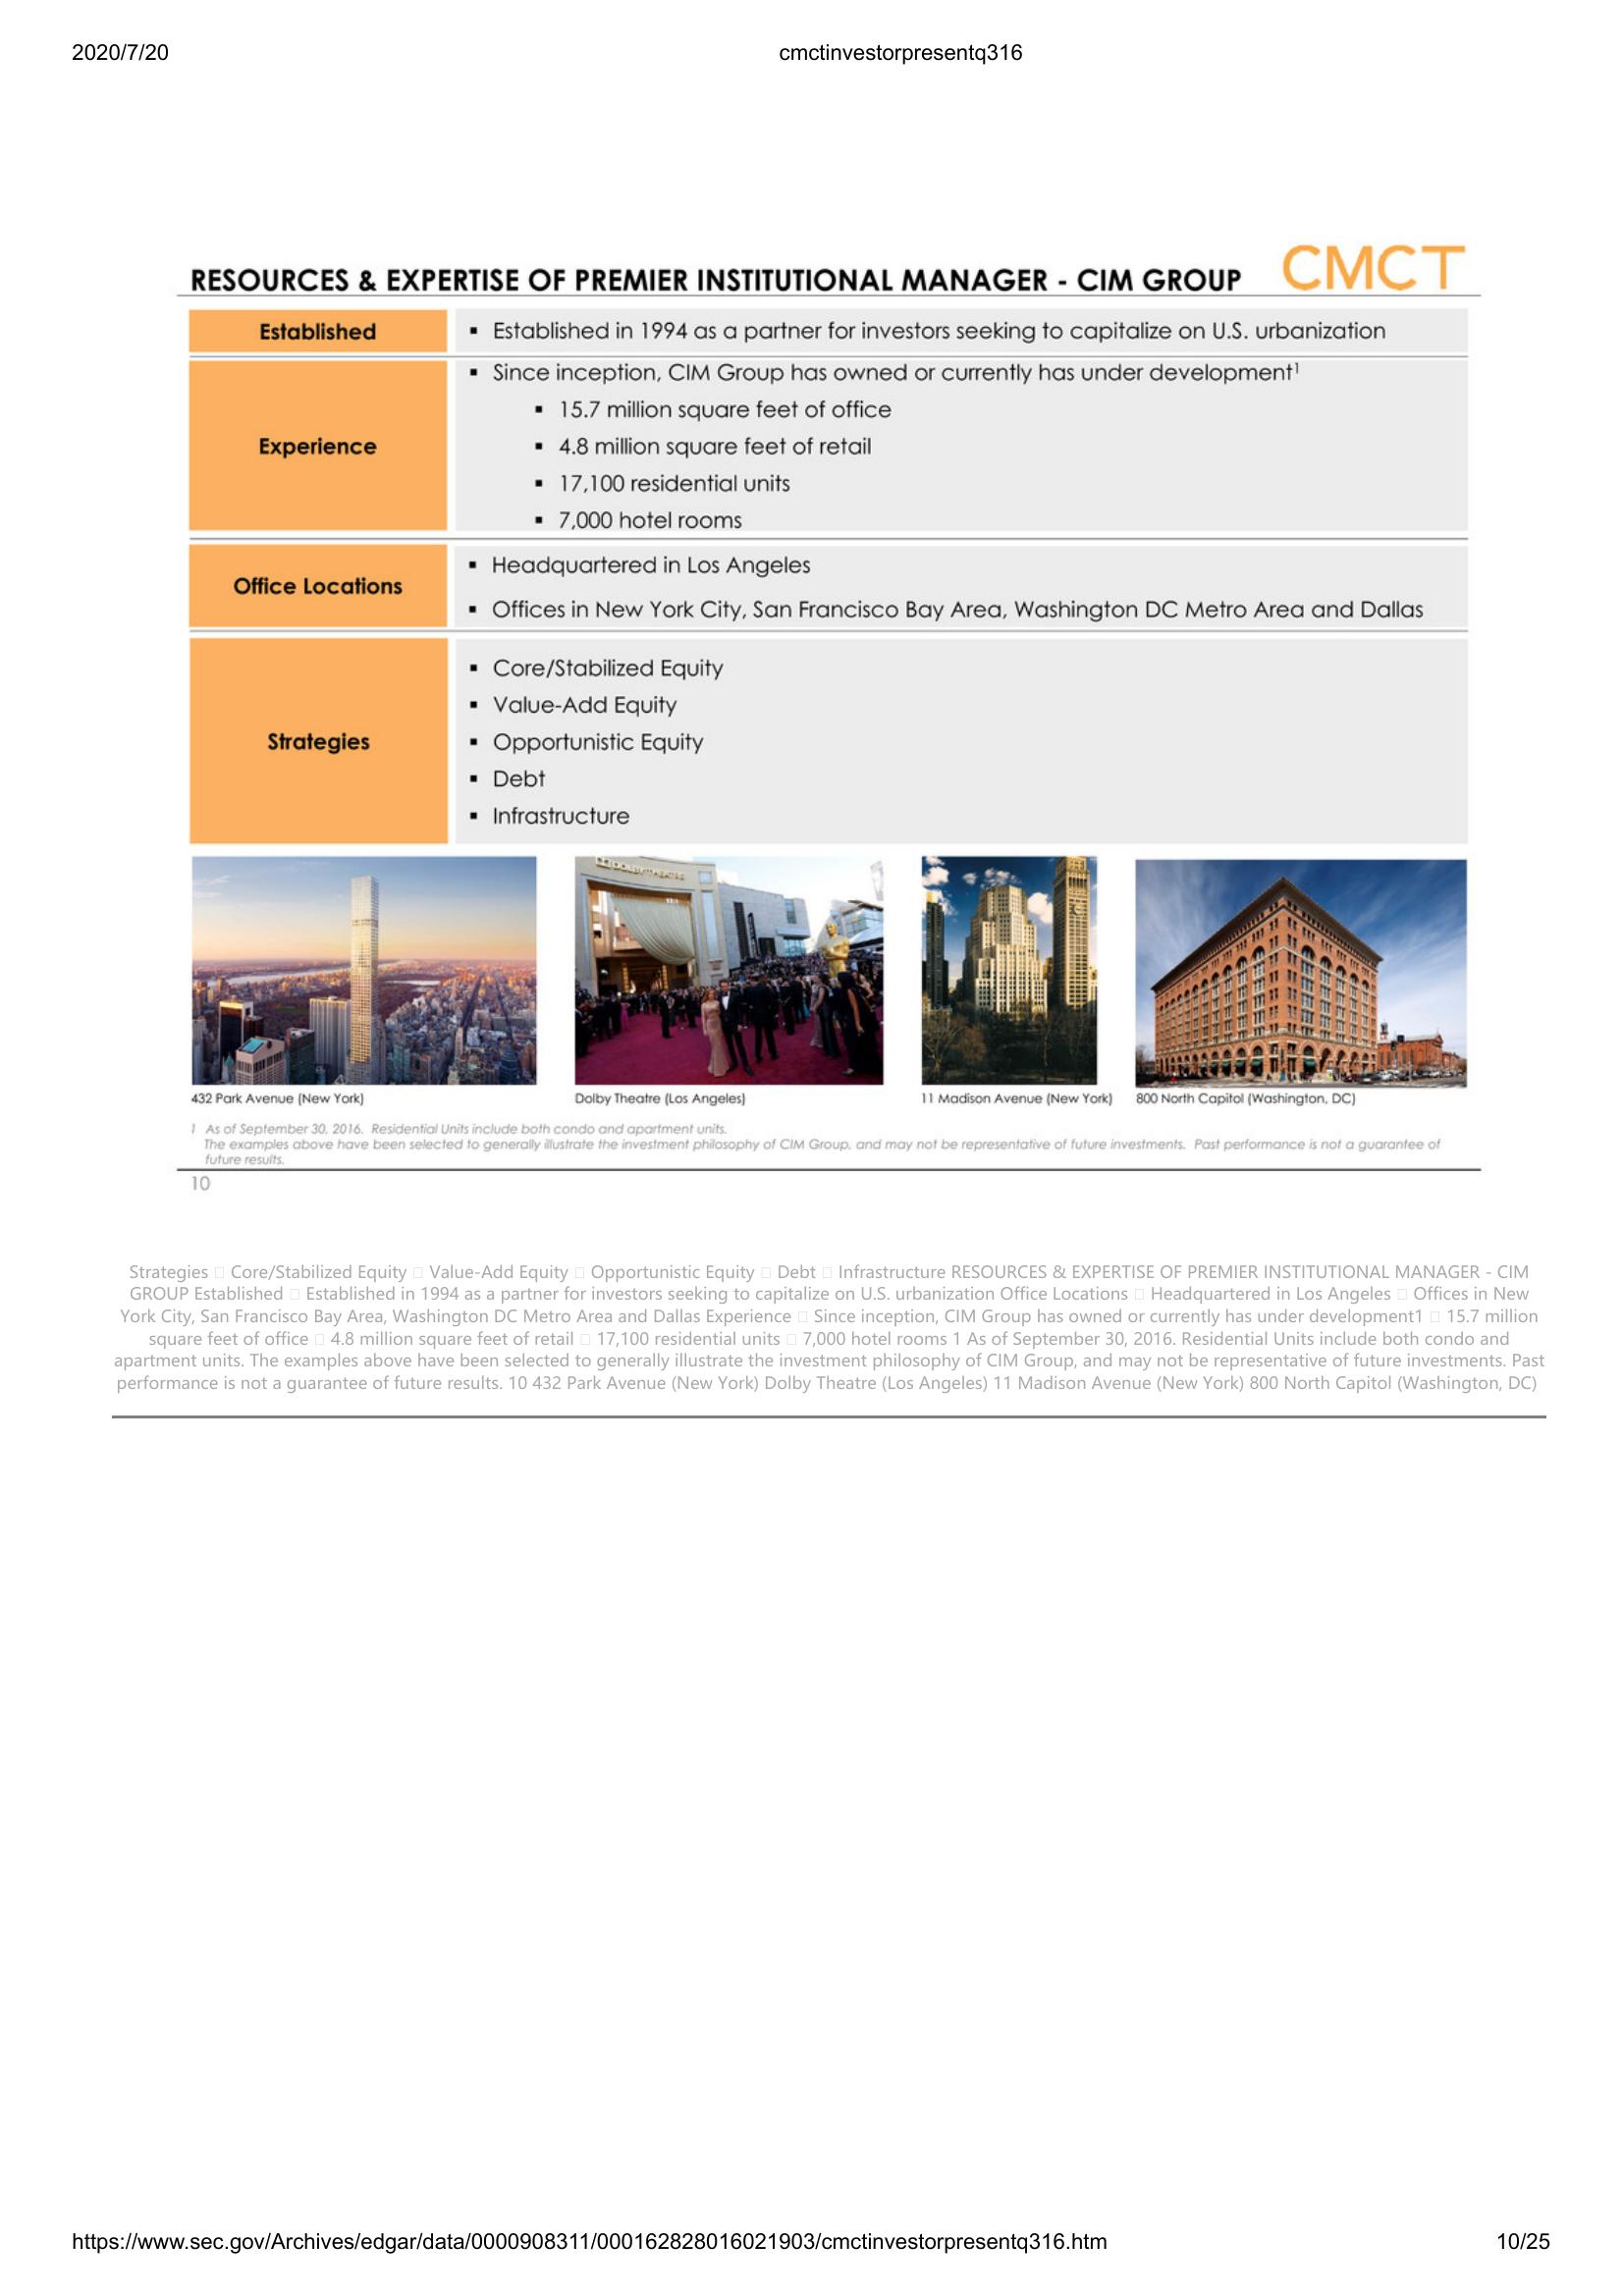 2020/7/20
cmctinvestorpresentq316
RESOURCES & EXPERTISE OF PREMIER INSTITUTIONAL MANAGER - CIM GROUP
CMCT
Established
▪ Established in 1994 as a partner for investors seeking to capitalize on U.S. urbanization
Experience
▪ Since inception, CIM Group has owned or currently has under development1
▪ 15.7 million square feet of office
▪ 4.8 million square feet of retail
▪ 17,100 residential units
▪ 7,000 hotel rooms
Office Locations
▪ Headquartered in Los Angeles
▪ Offices in New York City, San Francisco Bay Area, Washington DC Metro Area and Dallas
Strategies
▪ Core/Stabilized Equity
▪ Value-Add Equity
▪ Opportunistic Equity
▪ Debt
▪ Infrastructure
DOLBY THEATRE
432 Park Avenue (New York)
Dolby Theatre (Los Angeles)
11 Madison Avenue (New York)
800 North Capitol (Washington, DC)
1 As of September 30, 2016. Residential Units include both condo and apartment units.
The examples above have been selected to generally illustrate the investment philosophy of CIM Group, and may not be representative of future investments. Past performance is not a guarantee of
future results.
10
Strategies  Core/Stabilized Equity  Value-Add Equity  Opportunistic Equity  Debt  Infrastructure RESOURCES & EXPERTISE OF PREMIER INSTITUTIONAL MANAGER - CIM
GROUP Established  Established in 1994 as a partner for investors seeking to capitalize on U.S. urbanization Office Locations  Headquartered in Los Angeles  Offices in New
York City, San Francisco Bay Area, Washington DC Metro Area and Dallas Experience  Since inception, CIM Group has owned or currently has under development1  15.7 million
square feet of office  4.8 million square feet of retail  17,100 residential units  7,000 hotel rooms 1 As of September 30, 2016. Residential Units include both condo and
apartment units. The examples above have been selected to generally illustrate the investment philosophy of CIM Group, and may not be representative of future investments. Past
performance is not a guarantee of future results. 10 432 Park Avenue (New York) Dolby Theatre (Los Angeles) 11 Madison Avenue (New York) 800 North Capitol (Washington, DC)
https://www.sec.gov/Archives/edgar/data/0000908311/000162828016021903/cmctinvestorpresentq316.htm
10/25